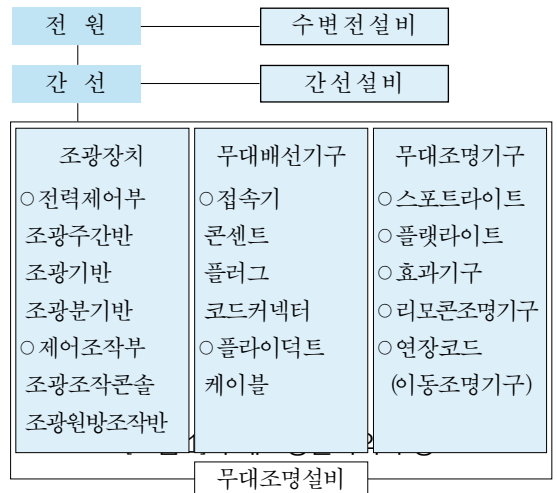 전 원
수변전설비
간 선
간선설비
조광장치
○전력제어부
조광주간반
조광기반
조광분기반
○제어조작부
조광조작콘솔
조광원방조작반
무대배선기구
○접속기
콘센트
플러그
코드커넥터
○플라이덕트
케이블
무대조명기구
○스포트라이트
○플랫라이트
○효과기구
○리모콘조명기구
○연장코드
(이동조명기구)
무대조명설비